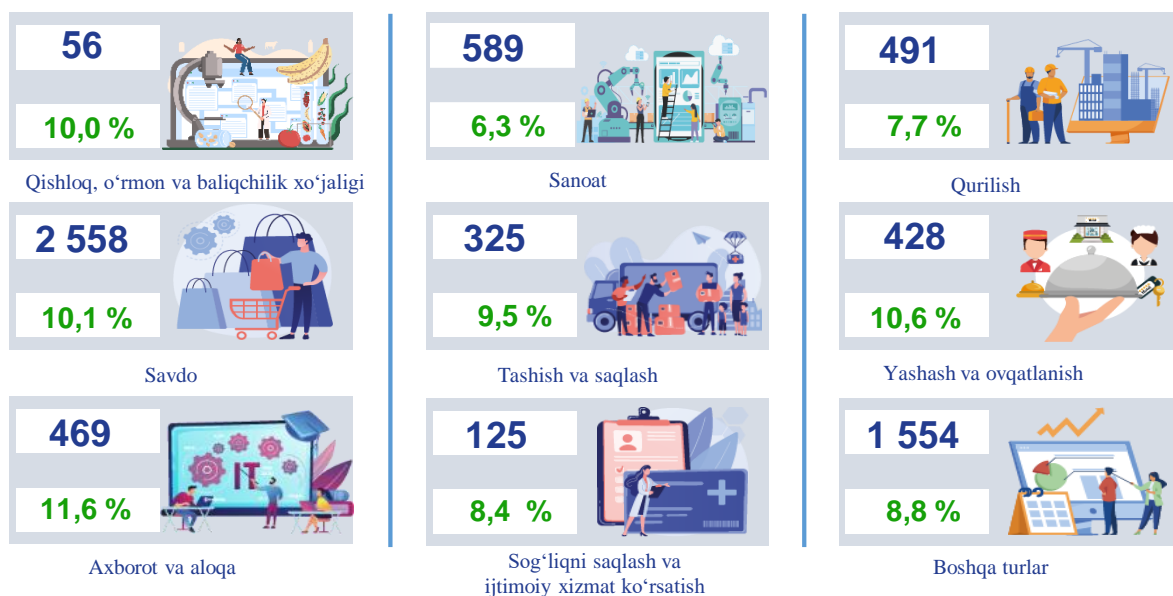 56
10,0 %
Qishloq, o‘rmon va baliqchilik xo‘jaligi
589
6,3 %
Sanoat
491
7,7 %
Qurilish
2 558
10,1 %
Savdo
325
9,5 %
Tashish va saqlash
428
10,6 %
Yashash va ovqatlanish
469
11,6 %
IT
Axborot va aloqa
125
8,4 %
Sog‘liqni saqlash va
ijtimoiy xizmat ko‘rsatish
1 554
8,8 %
Boshqa turlar